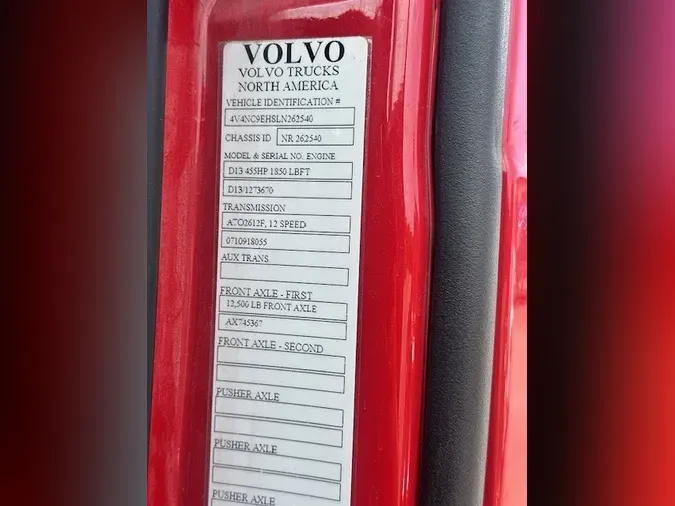 VOLVO
VOLVO TRUCKS
NORTH AMERICA
VEHICLE IDENTIFICATION #
4V4NC9EH5LN262540
CHASSIS ID NR 262540
MODEL & SERIAL NO. ENGINE
D13 455HP 1850 LBFT
D13/1273670
TRANSMISSION
ATO2612F, 12 SPEED
0710918055
AUX TRANS.
FRONT AXLE - FIRST
12,500 LB FRONT AXLE
AX745367
FRONT AXLE - SECOND
PUSHER AXLE
PUSHER AXLE
PUSHER AXLE